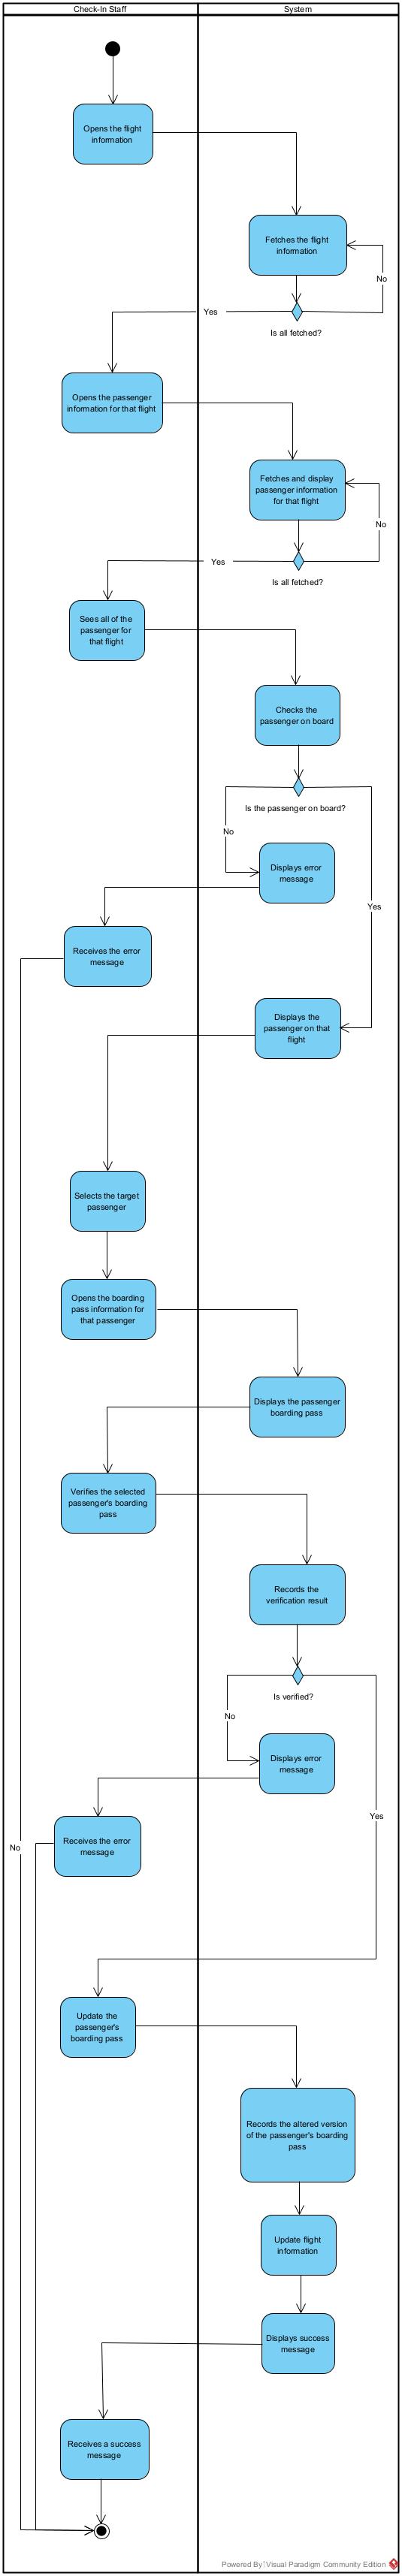 Check-In Staff
System
Opens the flight
information
Fetches the flight
information
No
Yes
Is all fetched?
Opens the passenger
information for that flight
Fetches and display
passenger information
for that flight
No
Yes
Is all fetched?
Sees all of the
passenger for
that flight
Checks the
passenger on board
Is the passenger on board?
No
Displays error
message
Yes
Receives the error
message
Displays the
passenger on that
flight
Selects the target
passenger
Opens the boarding
pass information for
that passenger
Displays the passenger
boarding pass
Verifies the selected
passenger's boarding
pass
Records the
verification result
Is verified?
No
Displays error
message
Yes
Receives the error
message
No
Update the
passenger's
boarding pass
Records the altered version
of the passenger's boarding
pass
Update flight
information
Displays success
message
Receives a success
message
Powered By Visual Paradigm Community Edition